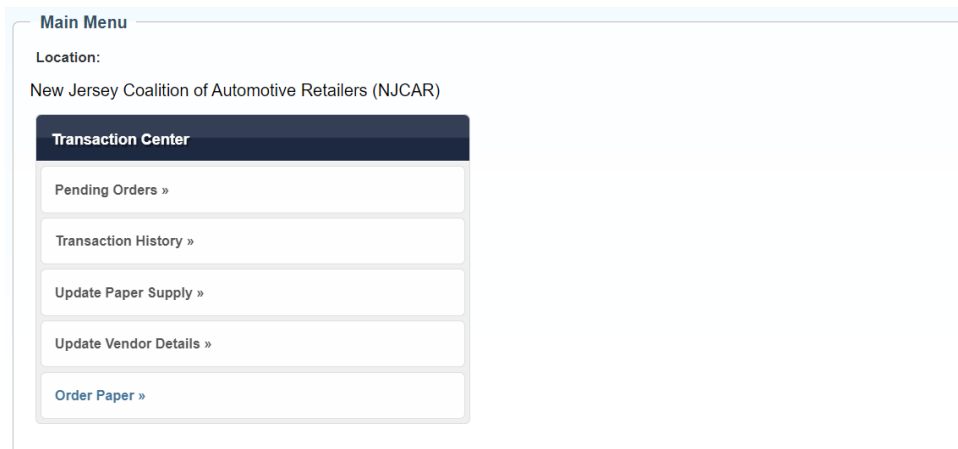 Main Menu
Location:
New Jersey Coalition of Automotive Retailers (NJCAR)
Transaction Center
Pending Orders »
Transaction History »
Update Paper Supply »
Update Vendor Details »
Order Paper »